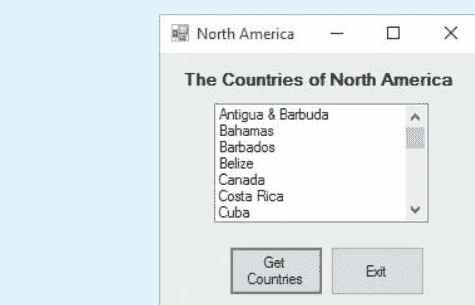 North America
The Countries of North America
Antigua & Barbuda
Bahamas
Barbados
Belize
Canada
Costa Rica
Cuba
Get
Countries
Exit